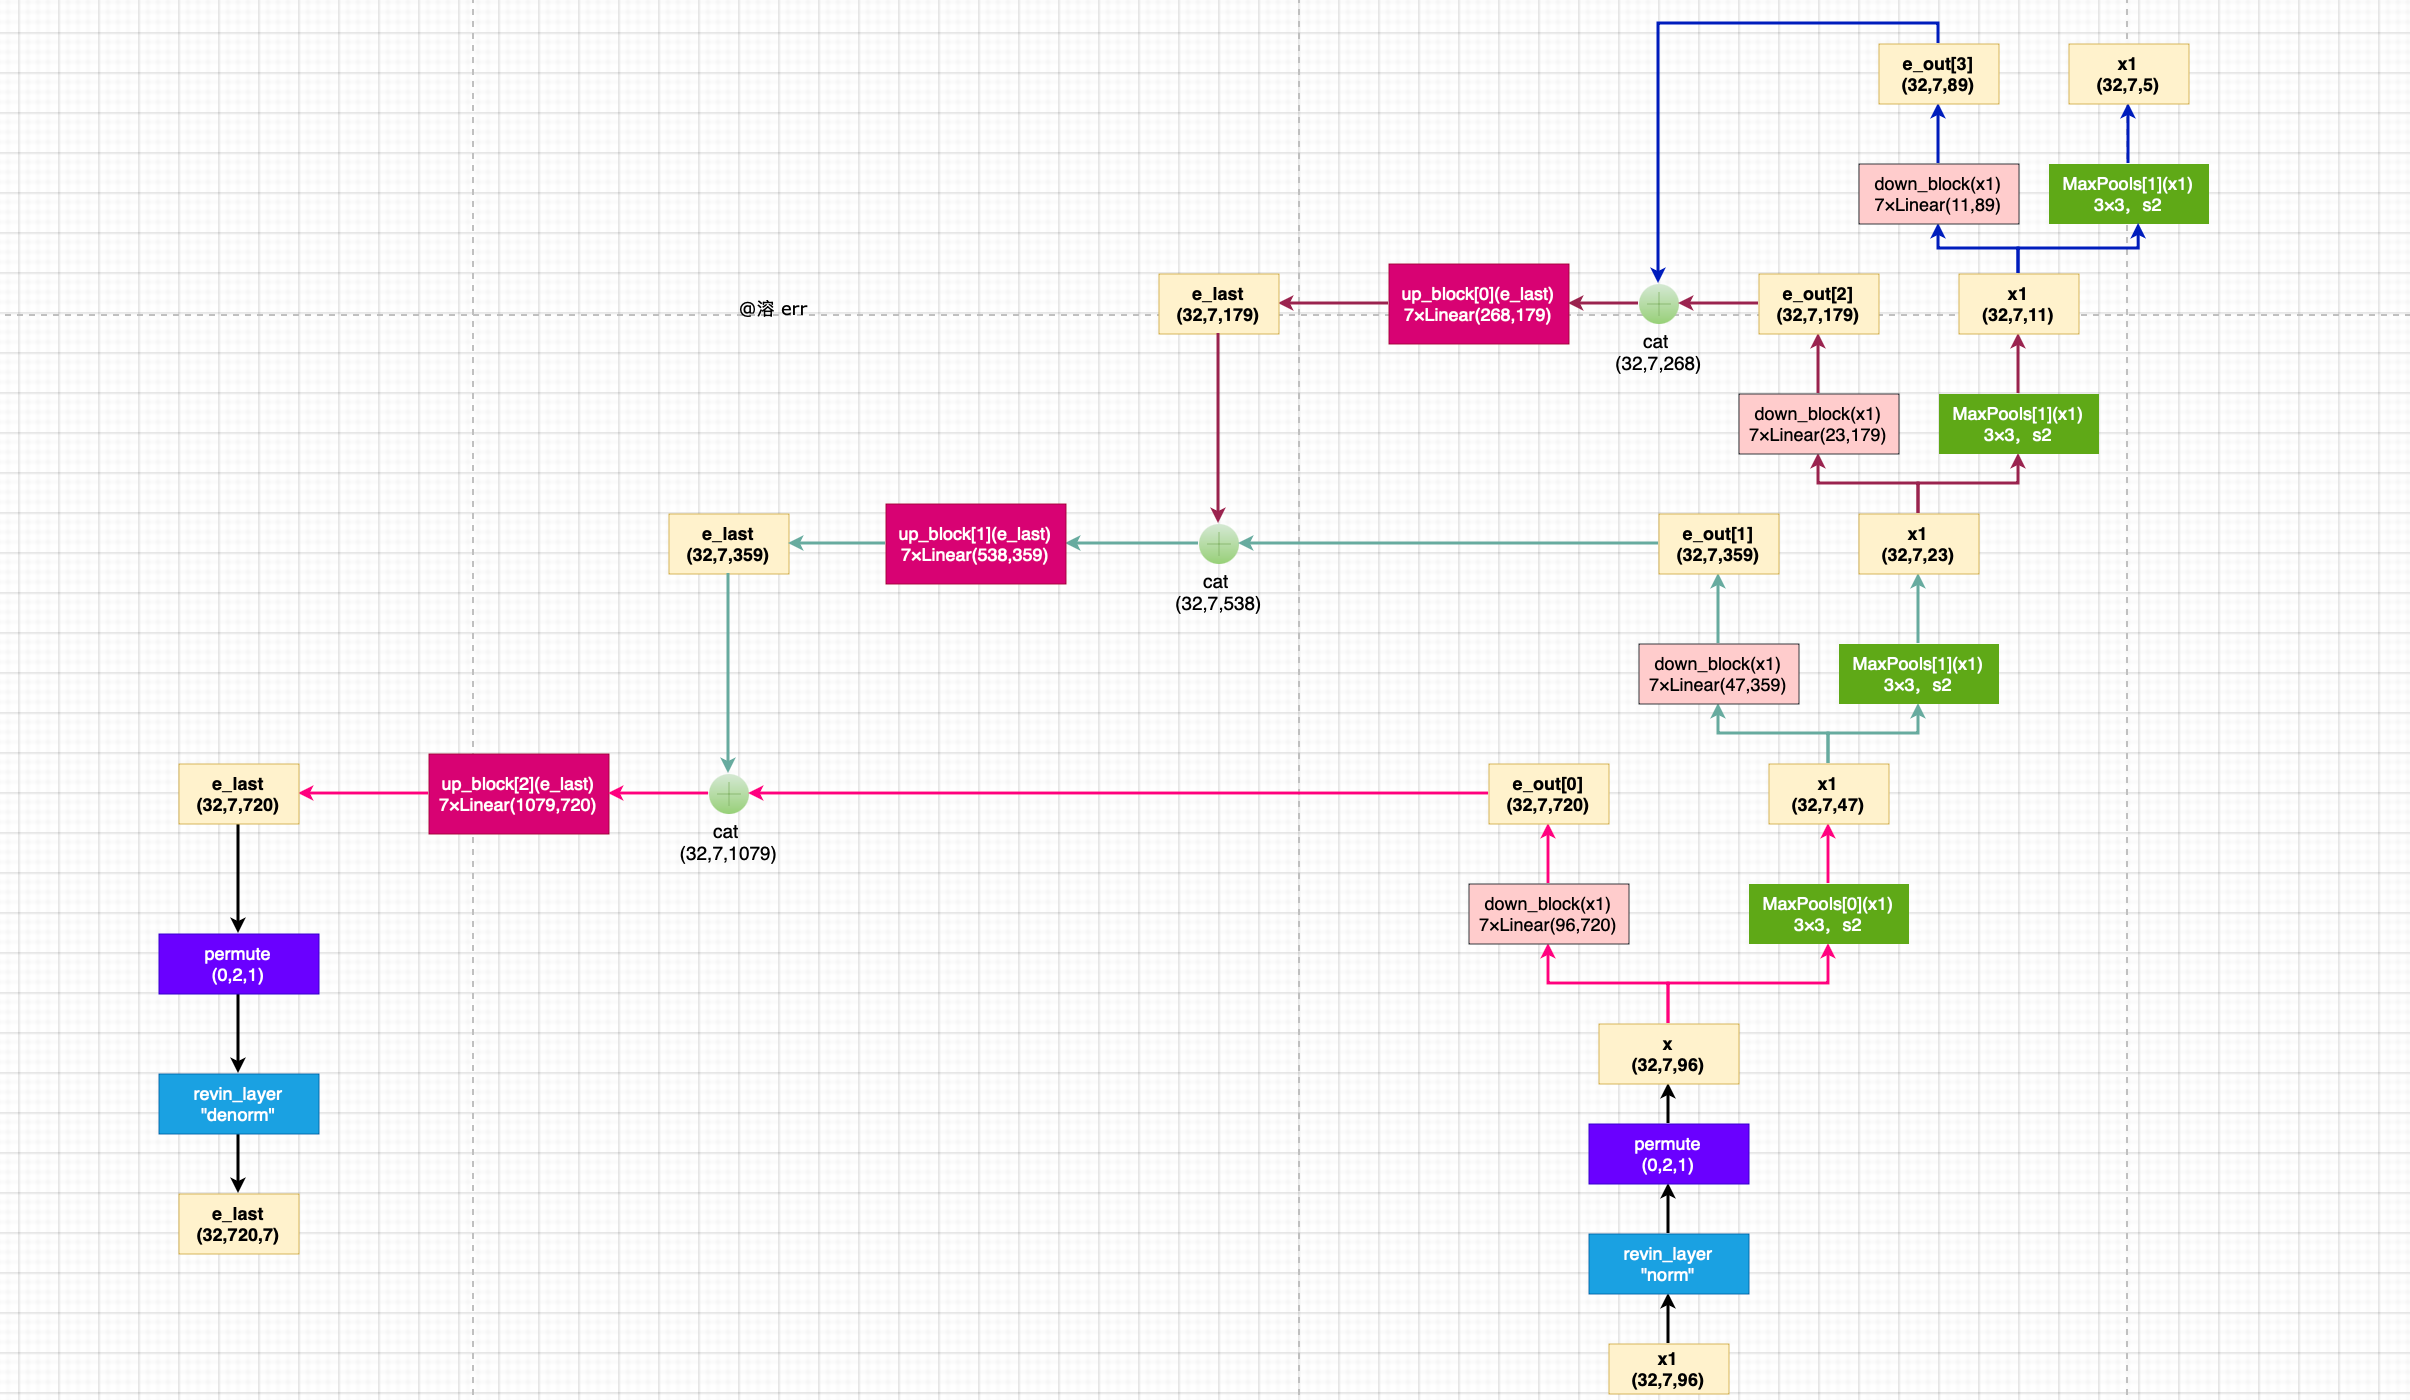 e_out[3]
(32,7,89)
x1
(32,7,5)
down_block(x1)
7×Linear(11,89)
MaxPools[1](x1)
3×3, s2
e_last
(32,7,179)
up_block[0](e_last)
7×Linear(268,179)
cat
(32,7,268)
e_out[2]
(32,7,179)
x1
(32,7,11)
@溶 err
down_block(x1)
7×Linear(23,179)
MaxPools[1](x1)
3×3, s2
e_last
(32,7,359)
up_block[1](e_last)
7×Linear(538,359)
cat
(32,7,538)
e_out[1]
(32,7,359)
x1
(32,7,23)
down_block(x1)
7×Linear(47,359)
MaxPools[1](x1)
3×3, s2
e_last
(32,7,720)
up_block[2](e_last)
7×Linear(1079,720)
cat
(32,7,1079)
e_out[0]
(32,7,720)
x1
(32,7,47)
down_block(x1)
7×Linear(96,720)
MaxPools[0](x1)
3×3, s2
permute
(0,2,1)
x
(32,7,96)
revin_layer
"denorm"
permute
(0,2,1)
e_last
(32,720,7)
revin_layer
"norm"
x1
(32,7,96)